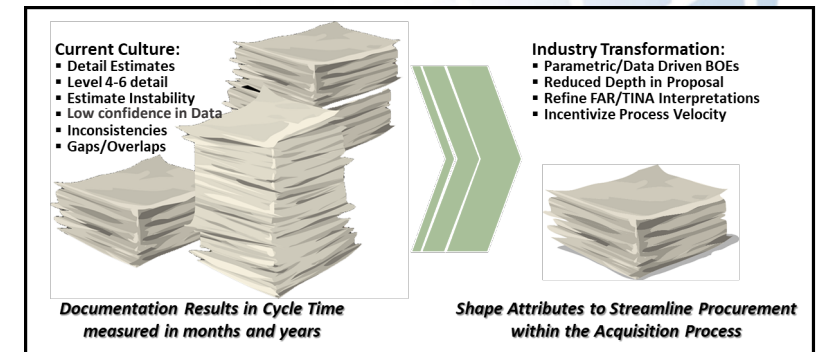 Current Culture:
▪ Detail Estimates
▪ Level 4-6 detail
▪ Estimate Instability
▪ Low confidence in Data
▪ Inconsistencies
▪ Gaps/Overlaps
Documentation Results in Cycle Time
measured in months and years
Industry Transformation:
▪ Parametric/Data Driven BOEs
▪ Reduced Depth in Proposal
▪ Refine FAR/TINA Interpretations
▪ Incentivize Process Velocity
Shape Attributes to Streamline Procurement
within the Acquisition Process